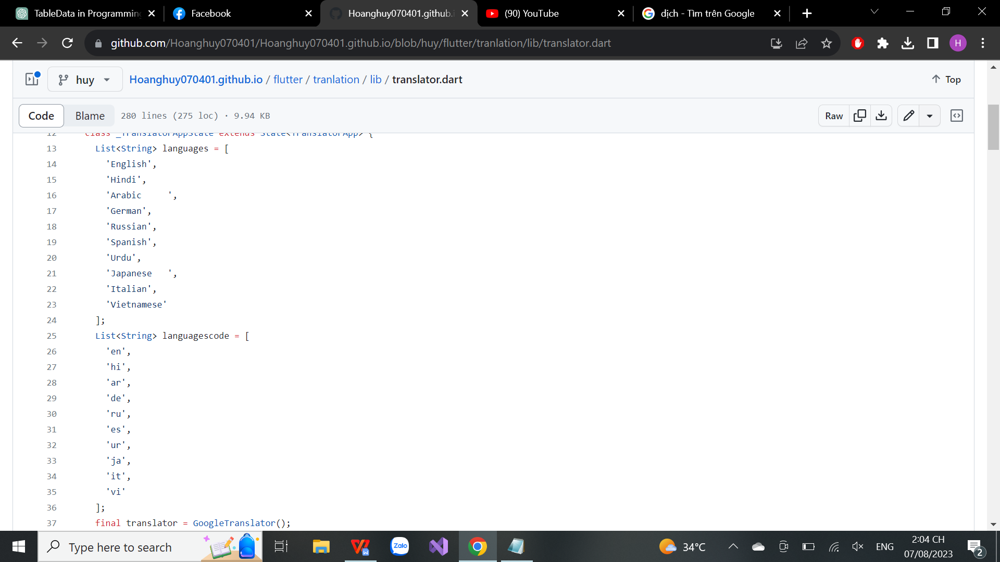 TableData in Programming
Facebook
Hoanghuy070401.github.i
(90) YouTube
dịch - Tìm trên Google
github.com/Hoanghuy070401/Hoanghuy070401.github.io/blob/huy/flutter/tranlation/lib/translator.dart
H
huy
Hoanghuy070401.github.io / flutter / tranlation / lib / translator.dart
Top
Code
Blame
280 lines (275 loc) · 9.94 KB
Raw
12 class _TranslatorAppState extends State<TranslatorApp> {
13 List<String> languages = [
14 'English',
15 'Hindi',
16 'Arabic     ',
17 'German',
18 'Russian',
19 'Spanish',
20 'Urdu',
21 'Japanese   ',
22 'Italian',
23 'Vietnamese'
24 ];
25 List<String> languagescode = [
26 'en',
27 'hi',
28 'ar',
29 'de',
30 'ru',
31 'es',
32 'ur',
33 'ja',
34 'it',
35 'vi'
36 ];
37 final translator = GoogleTranslator();
Type here to search
Zalo
34°C
ENG
2:04 CH
07/08/2023
2